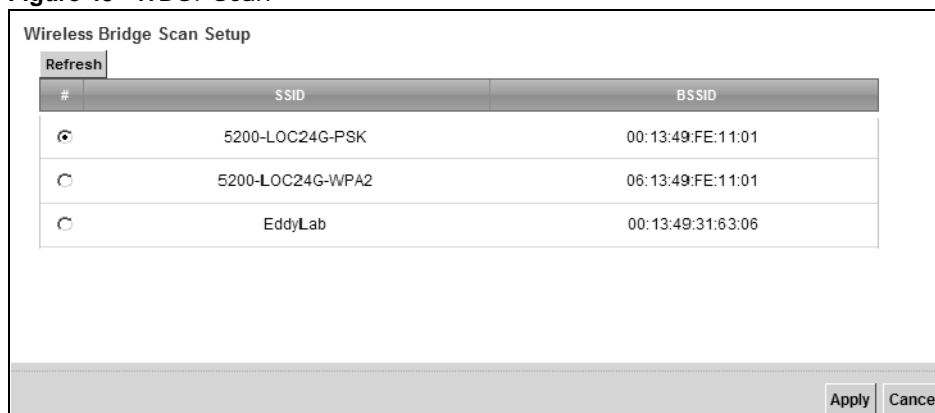 Wireless Bridge Scan Setup
Refresh
# SSID BSSID
5200-LOC24G-PSK 00:13:49:FE:11:01
5200-LOC24G-WPA2 06:13:49:FE:11:01
EddyLab 00:13:49:31:63:06
Apply Cance